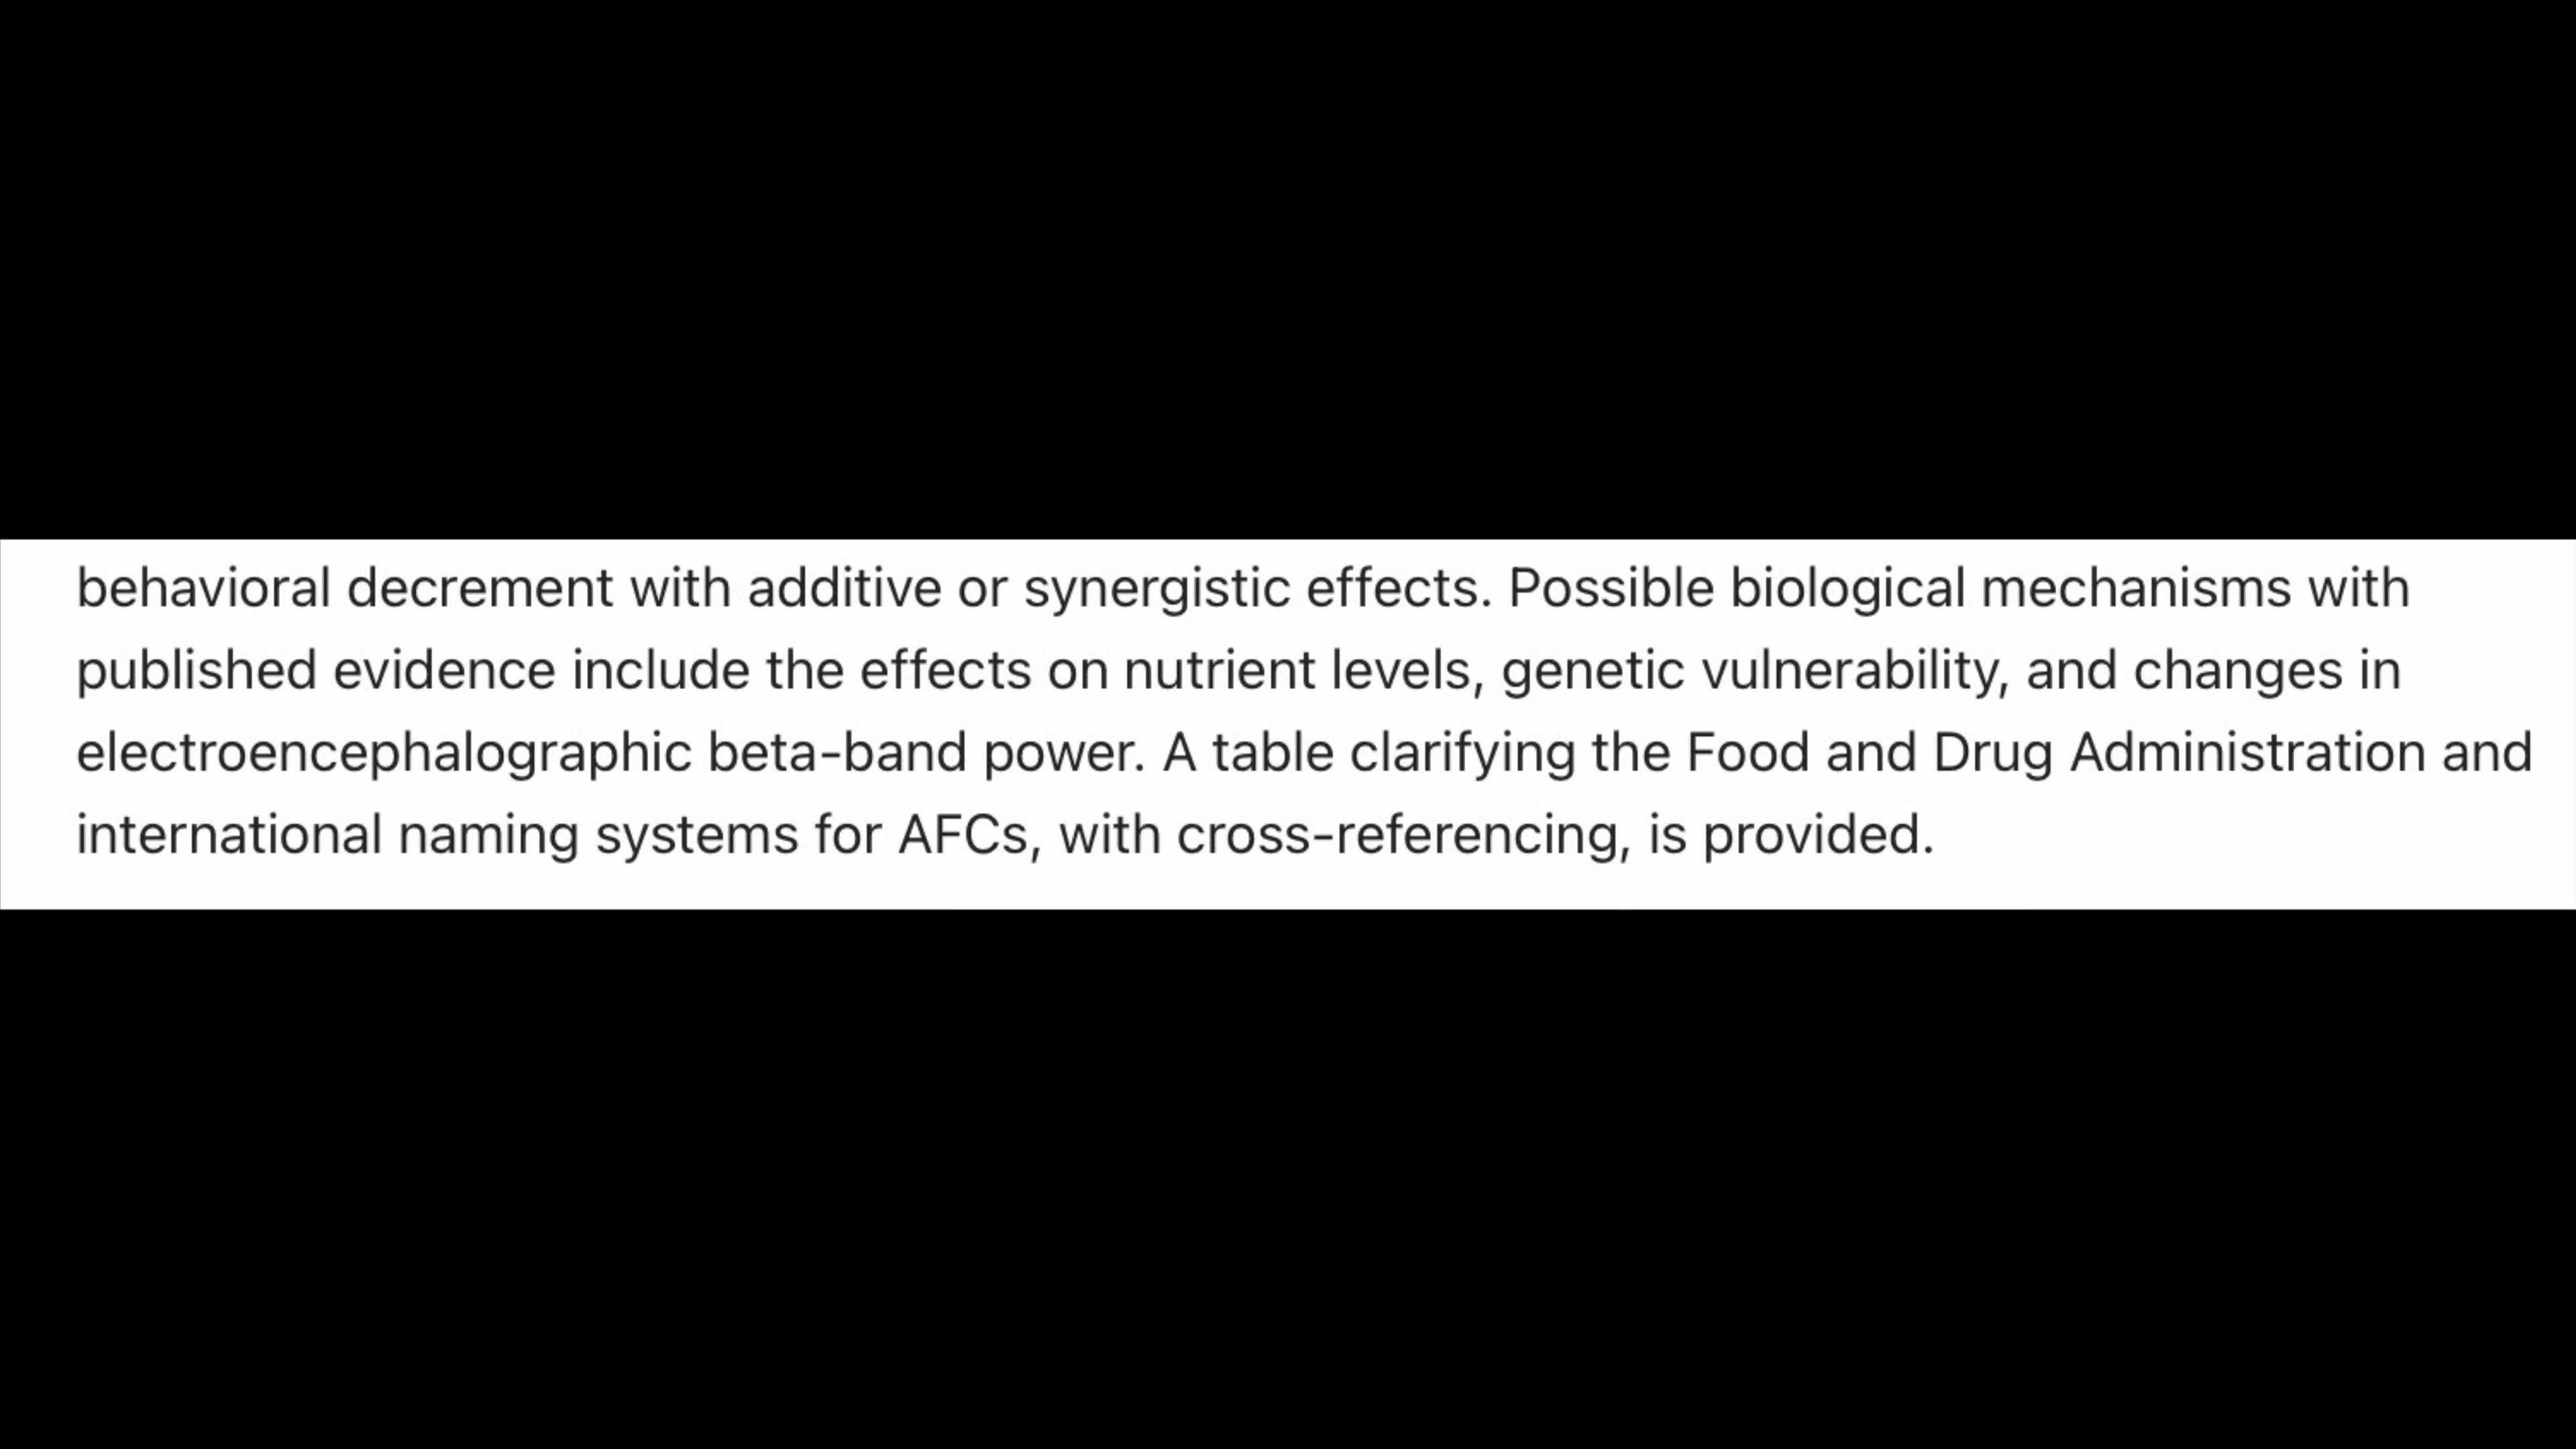 behavioral decrement with additive or synergistic effects. Possible biological mechanisms with
published evidence include the effects on nutrient levels, genetic vulnerability, and changes in
electroencephalographic beta-band power. A table clarifying the Food and Drug Administration and
international naming systems for AFCs, with cross-referencing, is provided.